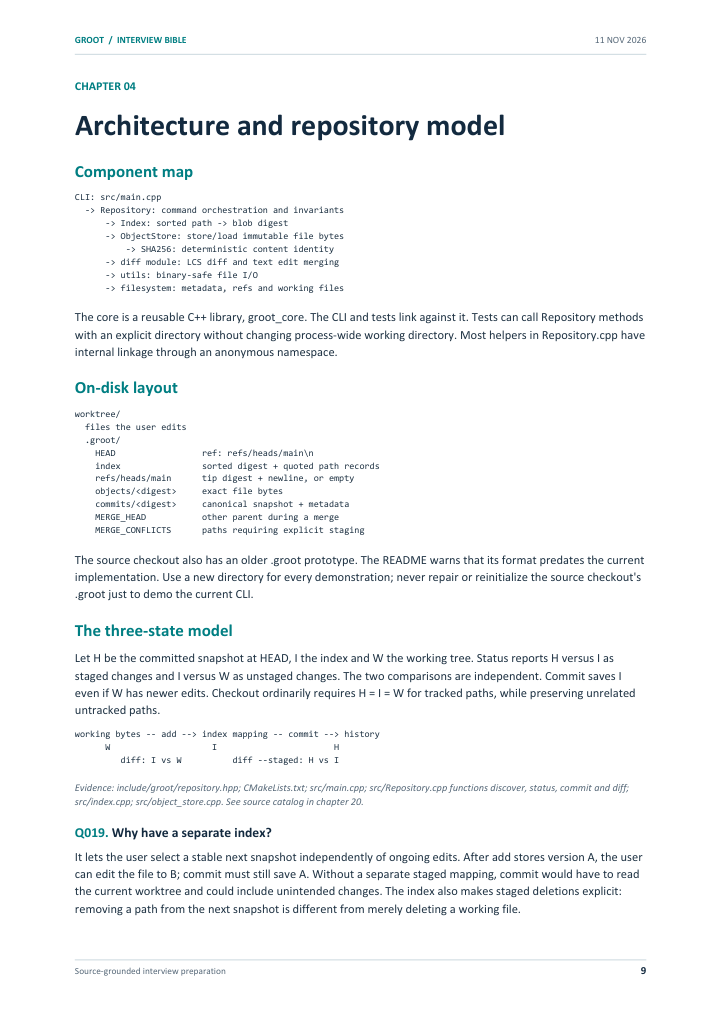 GROOT / INTERVIEW BIBLE
11 NOV 2026
CHAPTER 04
Architecture and repository model
Component map
CLI: src/main.cpp
  -> Repository: command orchestration and invariants
      -> Index: sorted path -> blob digest
      -> ObjectStore: store/load immutable file bytes
          -> SHA256: deterministic content identity
      -> diff module: LCS diff and text edit merging
      -> utils: binary-safe file I/O
      -> filesystem: metadata, refs and working files
The core is a reusable C++ library, groot_core. The CLI and tests link against it. Tests can call Repository methods
with an explicit directory without changing process-wide working directory. Most helpers in Repository.cpp have
internal linkage through an anonymous namespace.
On-disk layout
worktree/
  files the user edits
  .groot/
    HEAD                 ref: refs/heads/main\n
    index                sorted digest + quoted path records
    refs/heads/main      tip digest + newline, or empty
    objects/<digest>     exact file bytes
    commits/<digest>     canonical snapshot + metadata
    MERGE_HEAD           other parent during a merge
    MERGE_CONFLICTS      paths requiring explicit staging
The source checkout also has an older .groot prototype. The README warns that its format predates the current
implementation. Use a new directory for every demonstration; never repair or reinitialize the source checkout's
.groot just to demo the current CLI.
The three-state model
Let H be the committed snapshot at HEAD, I the index and W the working tree. Status reports H versus I as
staged changes and I versus W as unstaged changes. The two comparisons are independent. Commit saves I
even if W has newer edits. Checkout ordinarily requires H = I = W for tracked paths, while preserving unrelated
untracked paths.
working bytes -- add --> index mapping -- commit --> history
      W                    I                       H
         diff: I vs W          diff --staged: H vs I
Evidence: include/groot/repository.hpp; CMakeLists.txt; src/main.cpp; src/Repository.cpp functions discover, status, commit and diff;
src/index.cpp; src/object_store.cpp. See source catalog in chapter 20.
Q019. Why have a separate index?
It lets the user select a stable next snapshot independently of ongoing edits. After add stores version A, the user
can edit the file to B; commit must still save A. Without a separate staged mapping, commit would have to read
the current worktree and could include unintended changes. The index also makes staged deletions explicit:
removing a path from the next snapshot is different from merely deleting a working file.
Source-grounded interview preparation
9